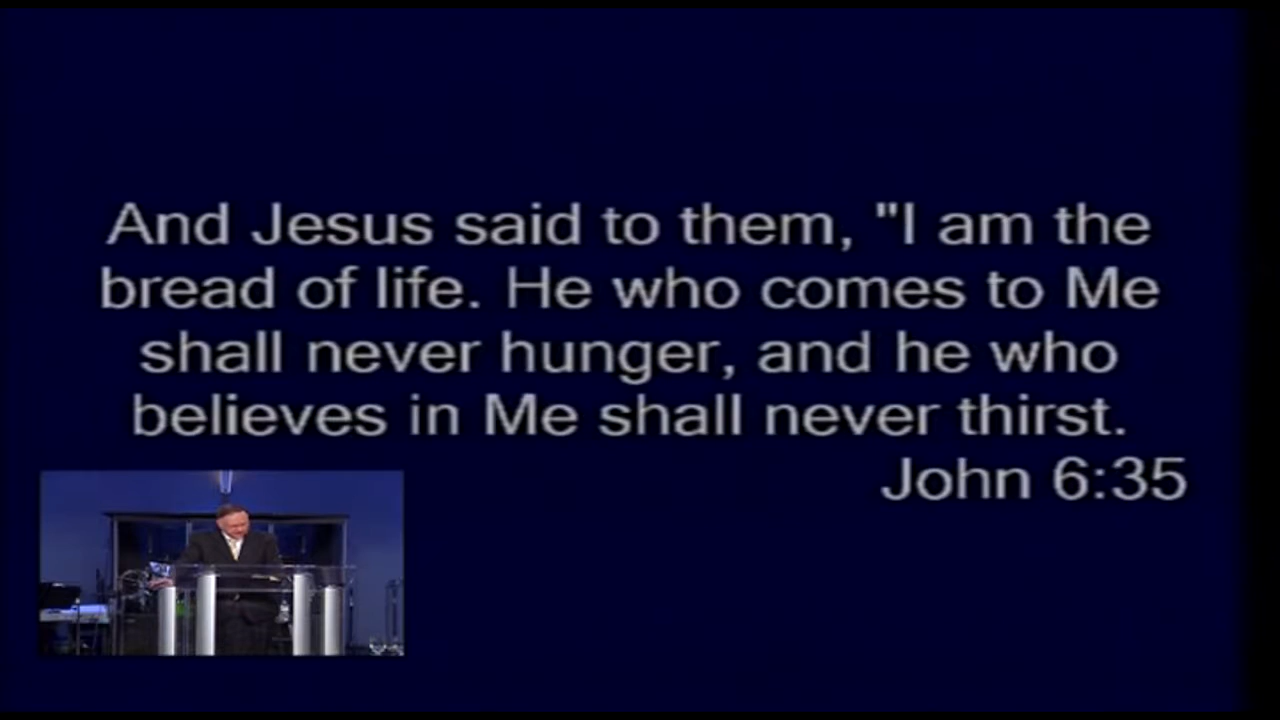 And Jesus said to them, "I am the
bread of life. He who comes to Me
shall never hunger, and he who
believes in Me shall never thirst.
John 6:35